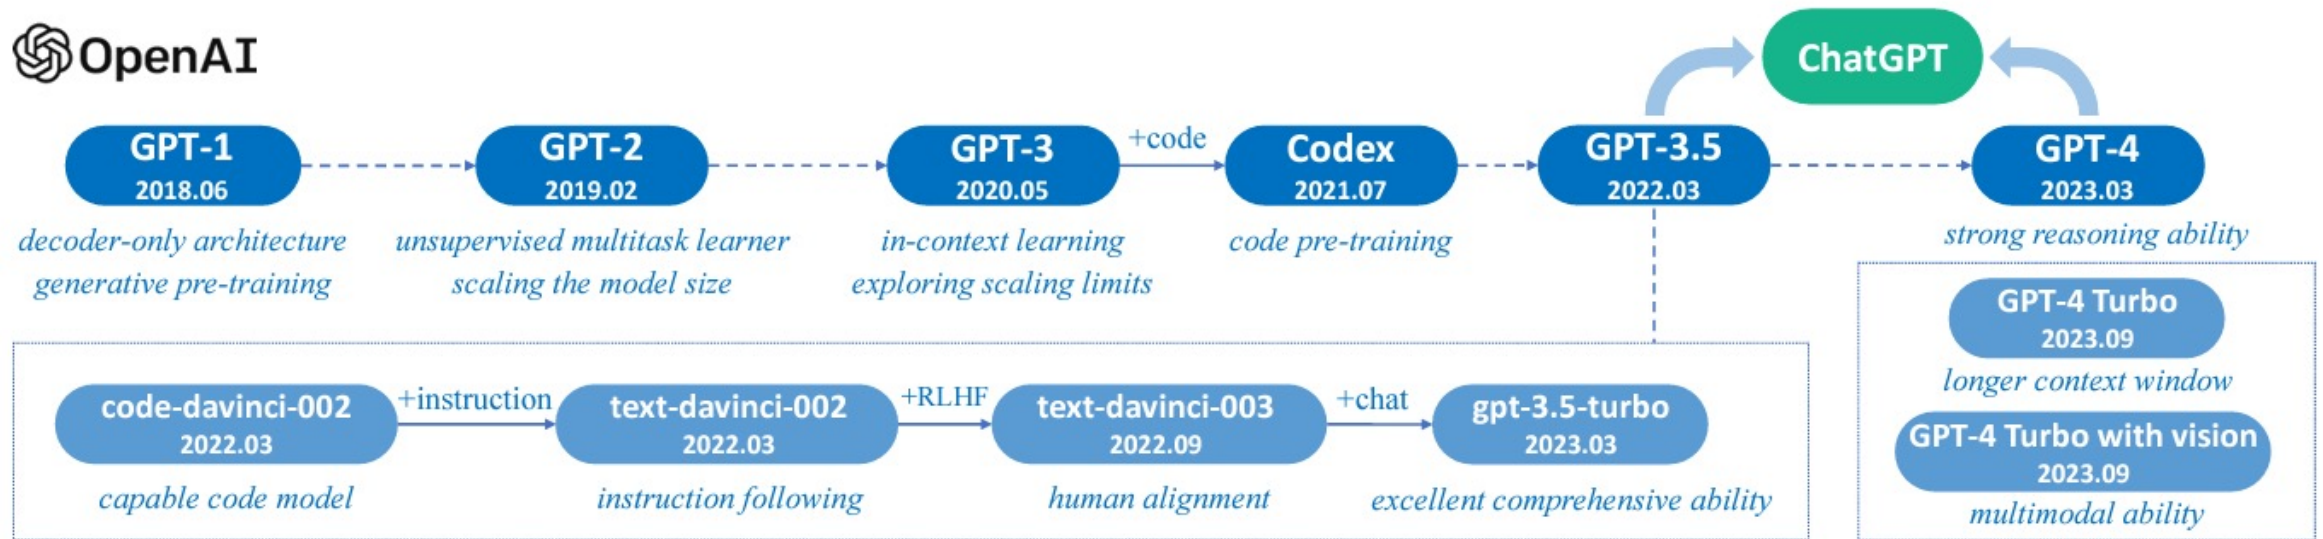 OpenAI
ChatGPT
GPT-1
2018.06
GPT-2
2019.02
GPT-3
2020.05
+code
Codex
2021.07
GPT-3.5
2022.03
GPT-4
2023.03
decoder-only architecture
generative pre-training
unsupervised multitask learner
scaling the model size
in-context learning
exploring scaling limits
code pre-training
strong reasoning ability
GPT-4 Turbo
2023.09
longer context window
GPT-4 Turbo with vision
2023.09
multimodal ability
code-davinci-002
2022.03
+instruction
text-davinci-002
2022.03
+RLHF
text-davinci-003
2022.09
+chat
gpt-3.5-turbo
2023.03
capable code model
instruction following
human alignment
excellent comprehensive ability